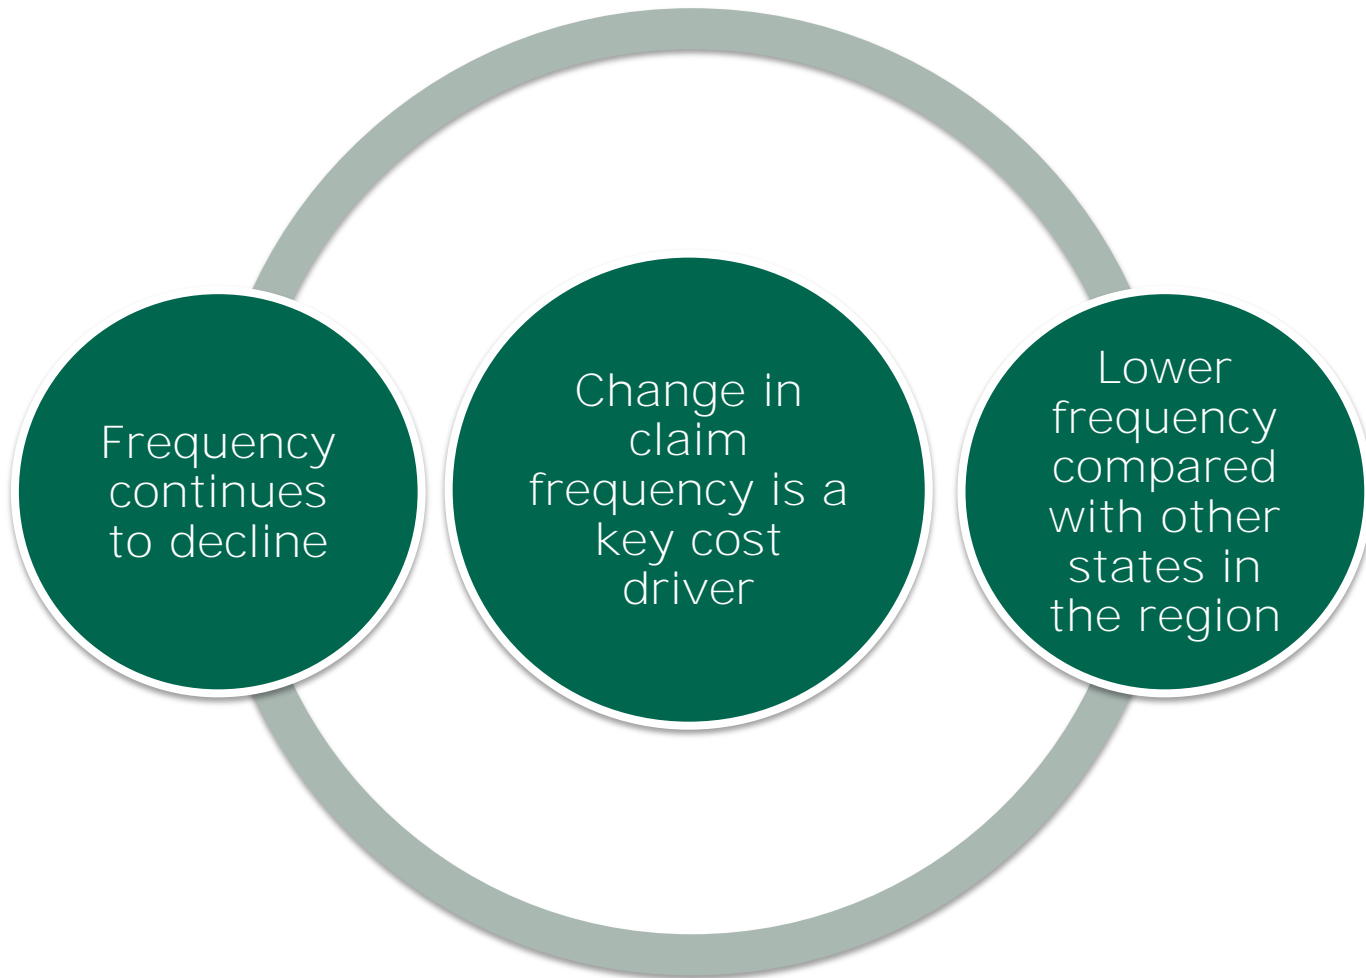 Frequency
continues
to decline
Change in
claim
frequency is a
key cost
driver
Lower
frequency
compared
with other
states in
the region